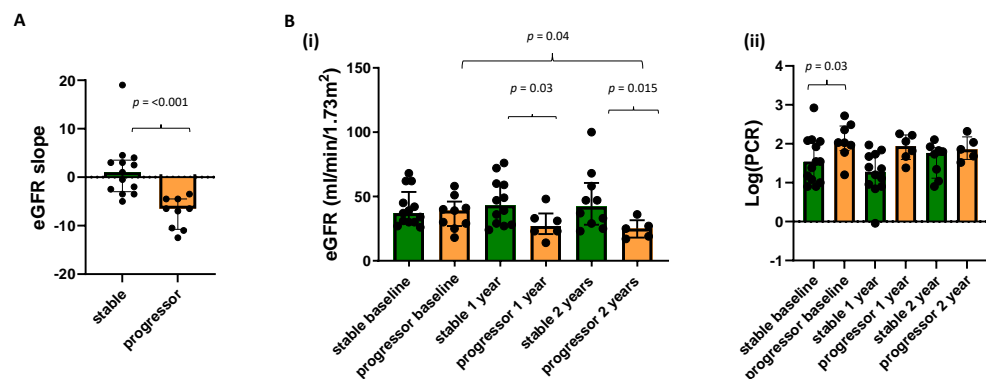 A
eGFR slope
20
10
0
-10
-20
p = <0.001
stable
progressor
B
(i)
eGFR (ml/min/1.73m2)
150
100
50
0
p = 0.04
p = 0.03
p = 0.015
stable baseline
progressor baseline
stable 1 year
progressor 1 year
stable 2 years
progressor 2 years
(ii)
Log(PCR)
4
3
2
1
0
-1
p = 0.03
stable baseline
progressor baseline
stable 1 year
progressor 1 year
stable 2 year
progressor 2 year